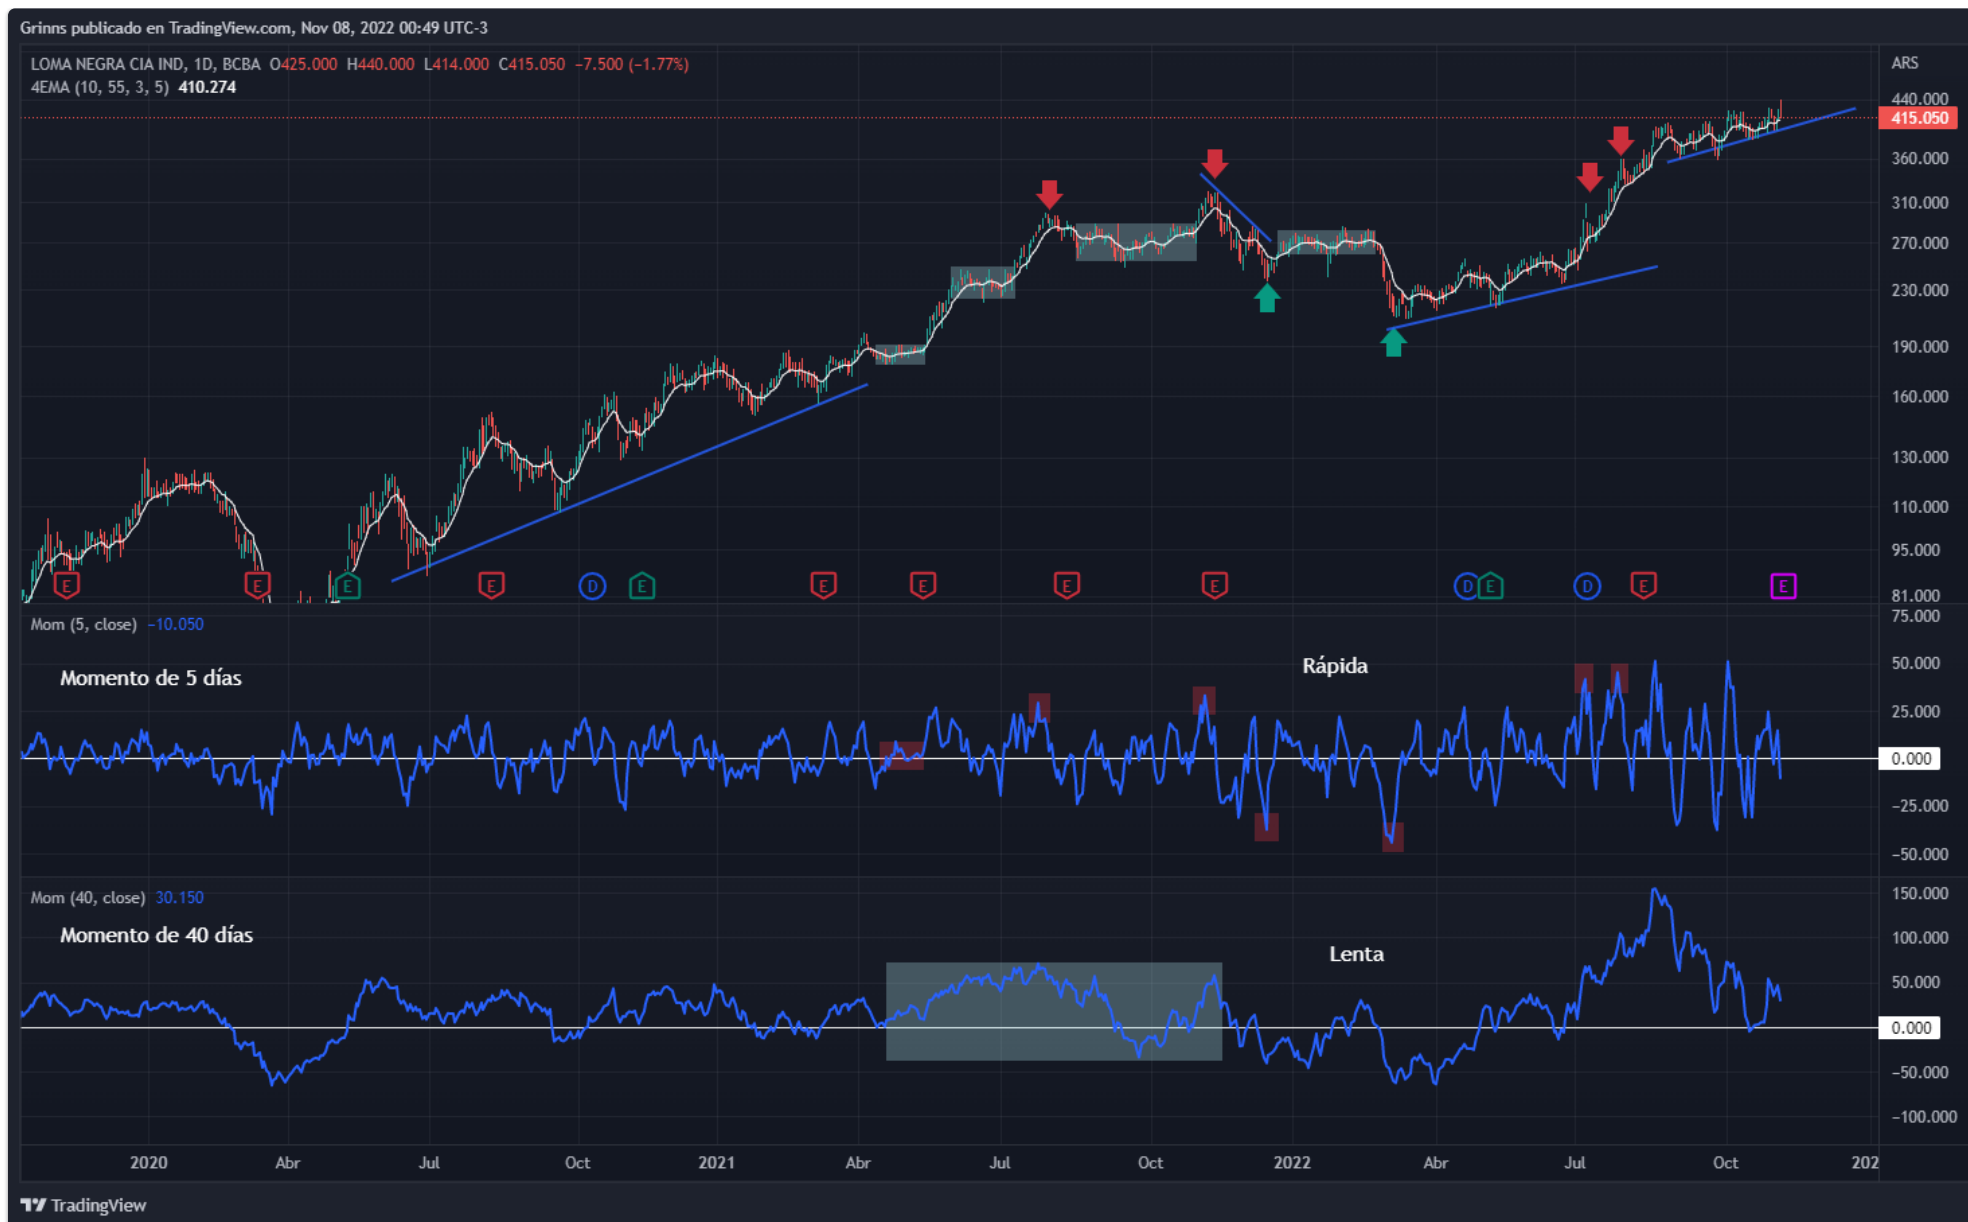 Grinns publicado en TradingView.com, Nov 08, 2022 00:49 UTC-3
LOMA NEGRA CIA IND, 1D, BCBA O425.000 H440.000 L414.000 C415.050 −7.500 (−1.77%)
4EMA (10, 55, 3, 5) 410.274
ARS
440.000
415.050
360.000
310.000
270.000
230.000
190.000
160.000
130.000
110.000
95.000
81.000
E E E E D E E E E E D E D E E
Mom (5, close) −10.050
Momento de 5 días
Rápida
75.000
50.000
25.000
0.000
−25.000
−50.000
Mom (40, close) 30.150
Momento de 40 días
Lenta
150.000
100.000
50.000
0.000
−50.000
−100.000
2020 Abr Jul Oct 2021 Abr Jul Oct 2022 Abr Jul Oct 202
TradingView